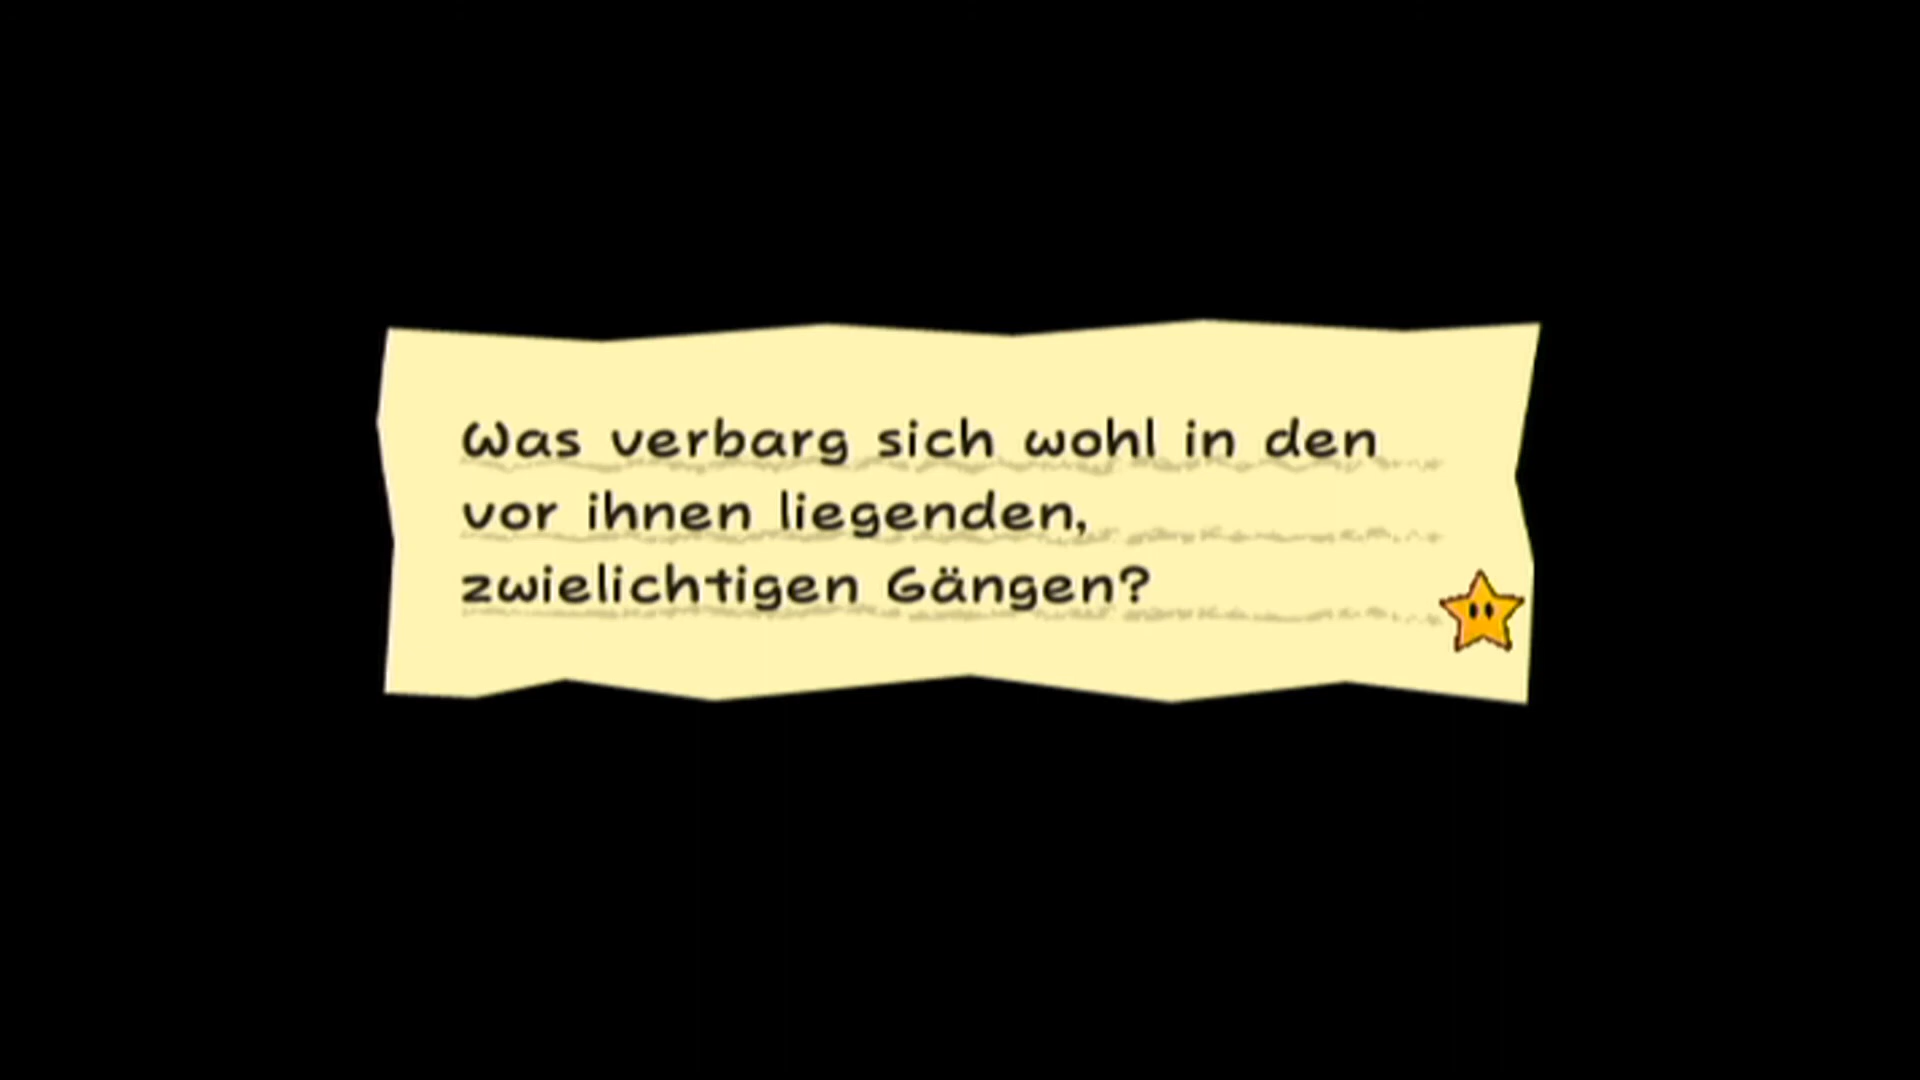 Was verbarg sich wohl in den
vor ihnen liegenden,
zwielichtigen Gängen?